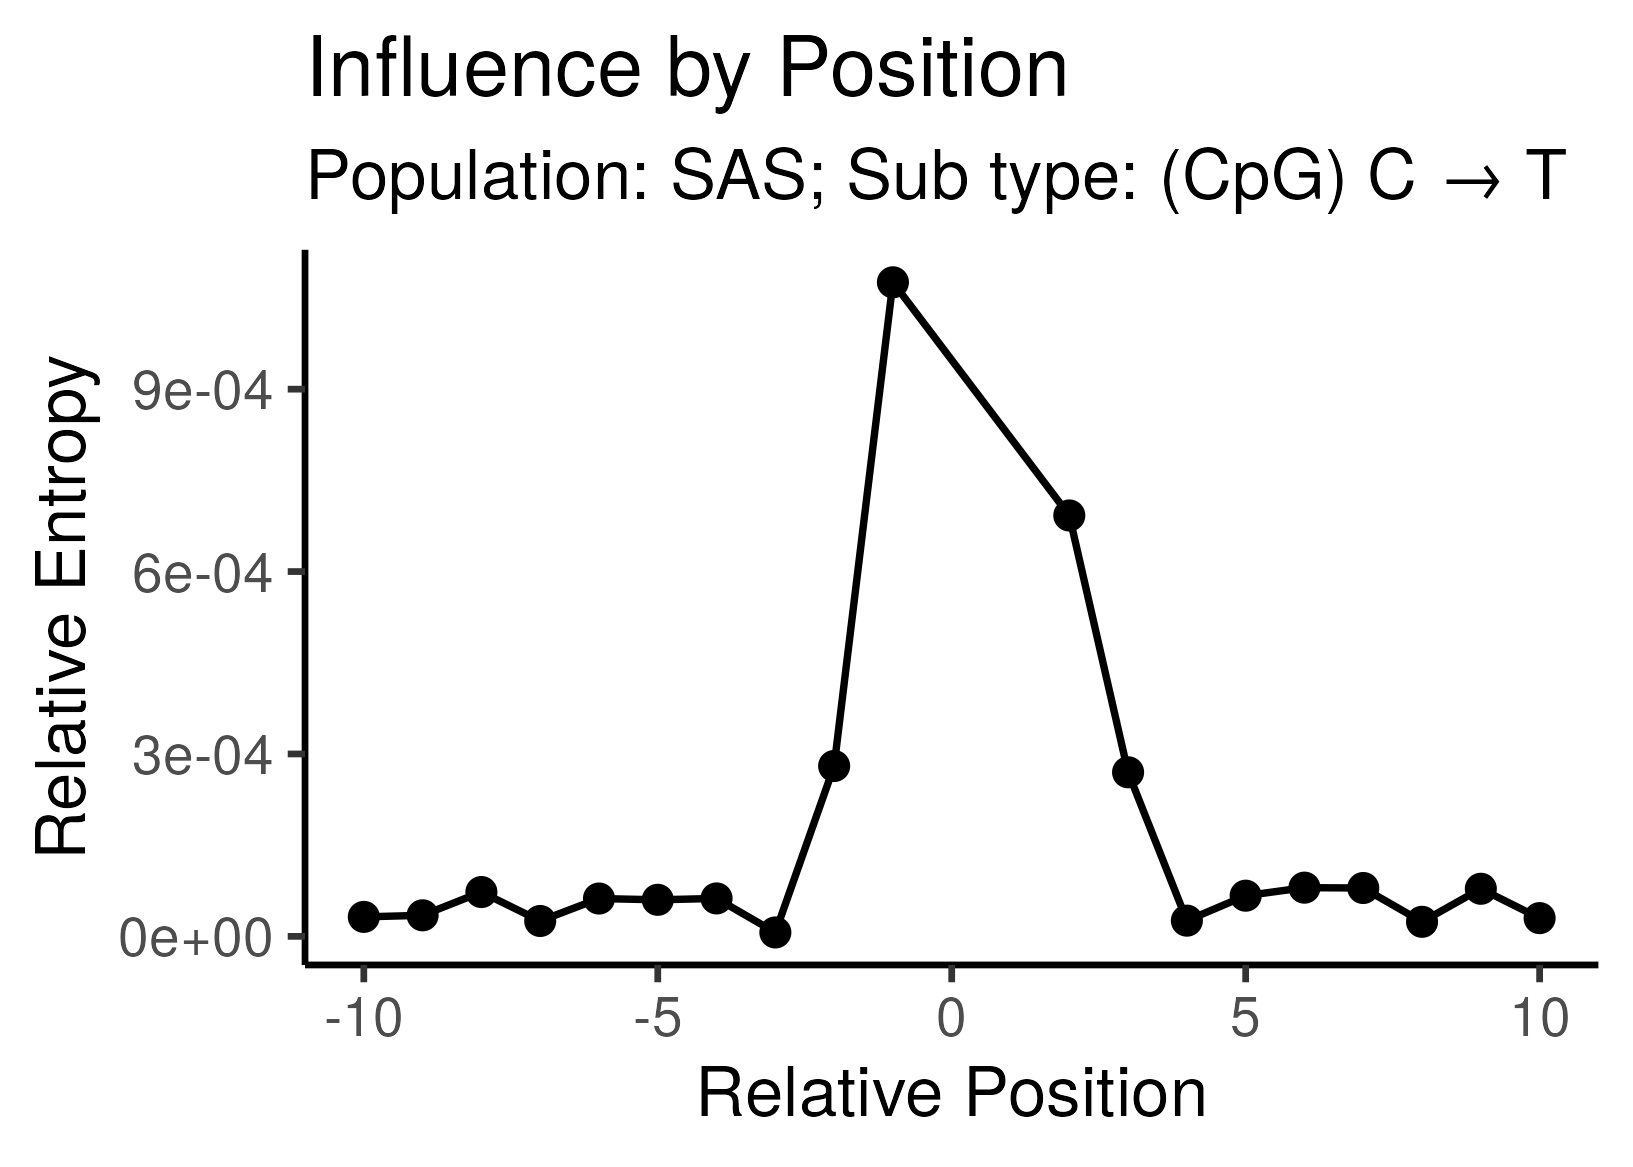 Influence by Position
Population: SAS; Sub type: (CpG) C → T
Relative Entropy
9e-04
6e-04
3e-04
0e+00
-10 -5 0 5 10
Relative Position